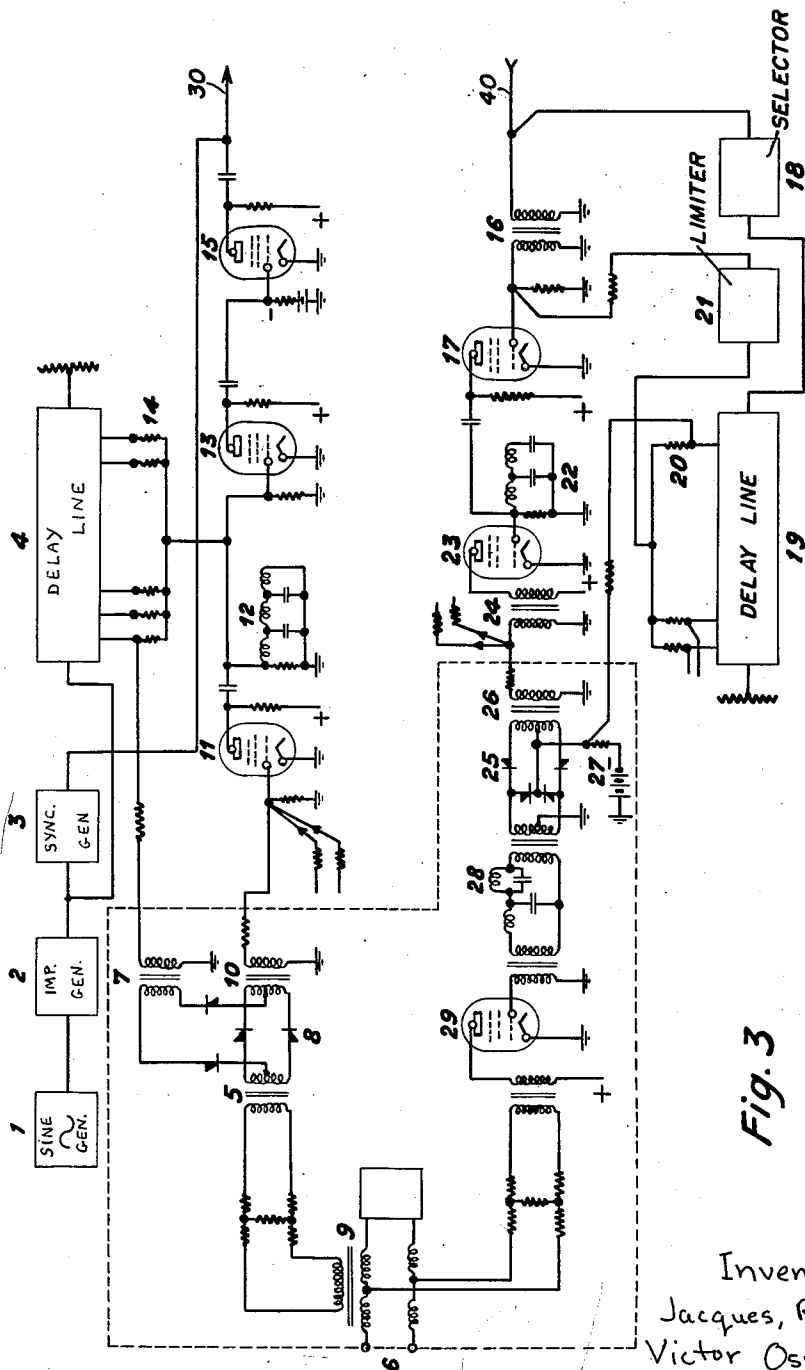 1
SINE
GEN.
2
IMP.
GEN.
3
SYNC.
GEN
4
DELAY
LINE
14
30
15
13
12
11
7
10
8
5
9
6
40
16
17
22
23
24
26
25
27
28
29
LIMITER
21
SELECTOR
18
20
DELAY LINE
19
Fig. 3
Inven
Jacques, R
Victor Os